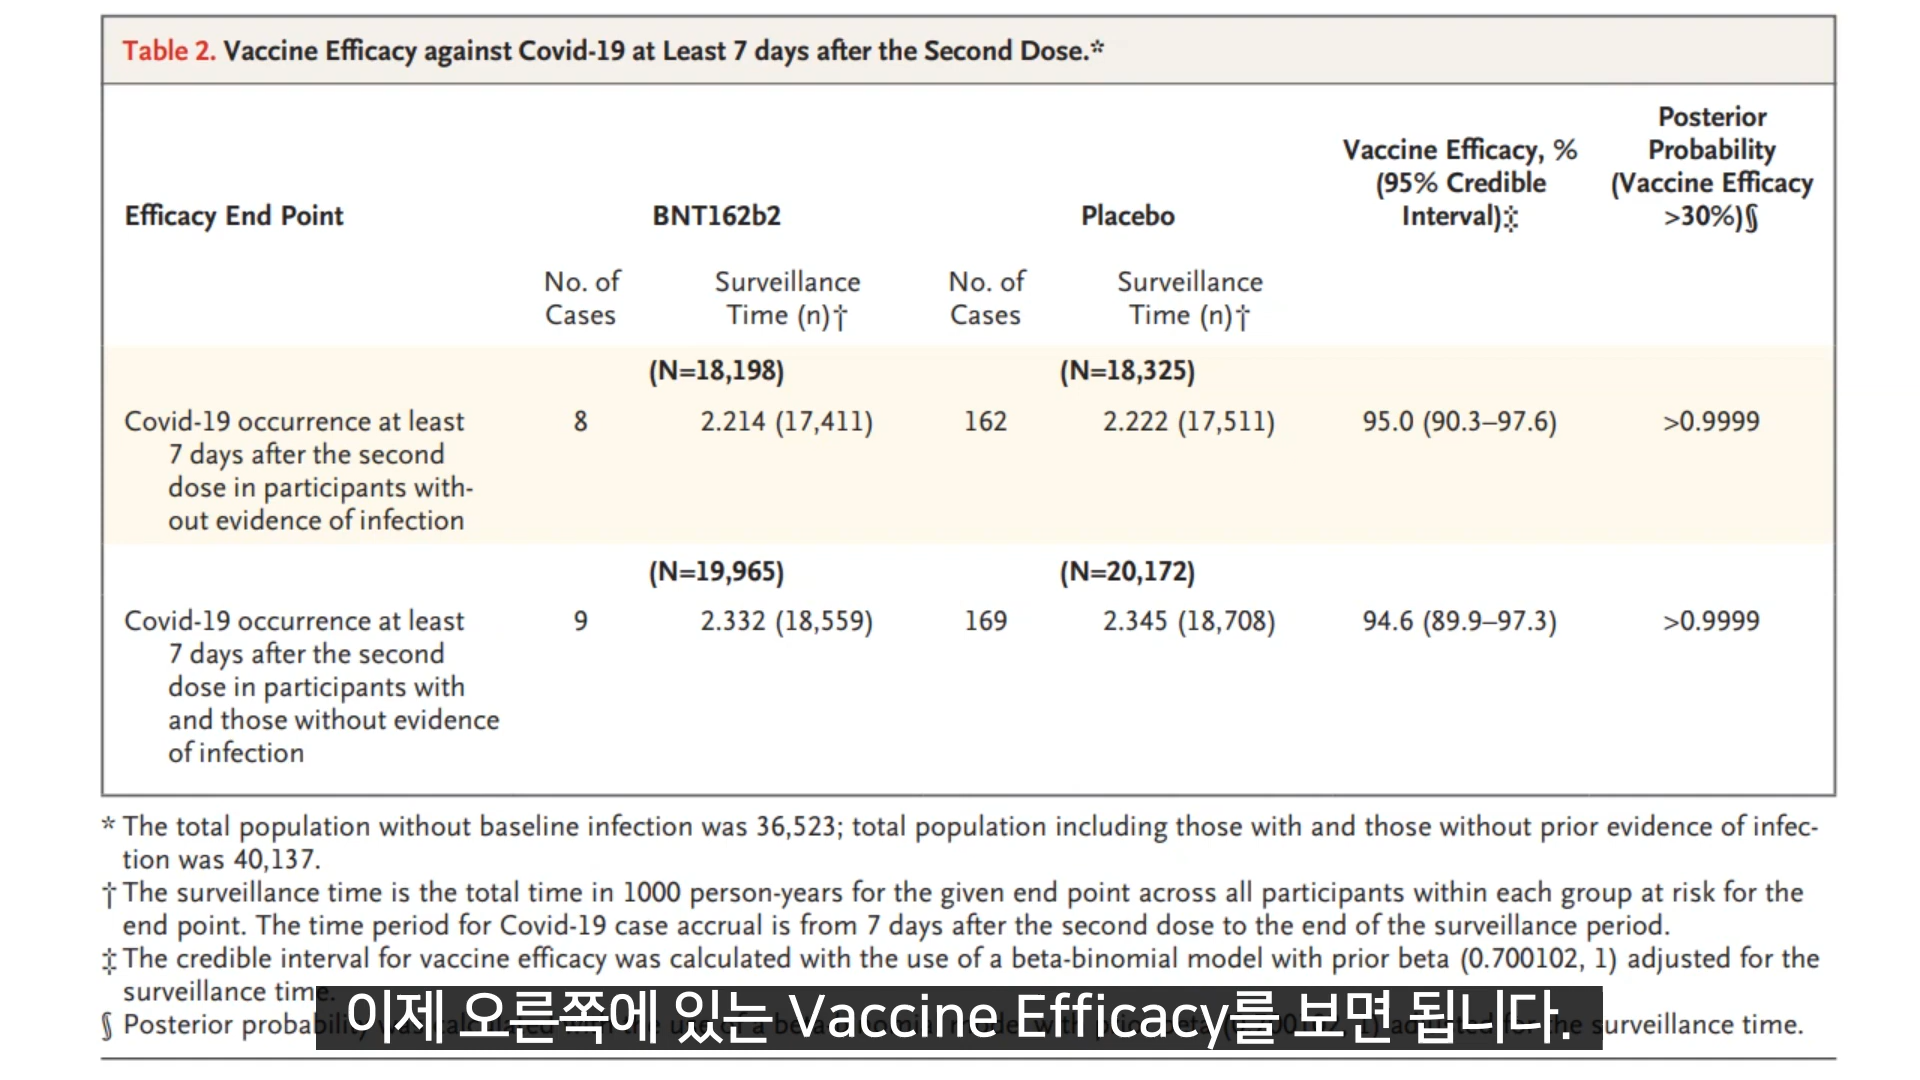 Table 2. Vaccine Efficacy against Covid-19 at Least 7 days after the Second Dose.*
Efficacy End Point
BNT162b2
Placebo
Vaccine Efficacy, %
(95% Credible
Interval)‡
Posterior
Probability
(Vaccine Efficacy
>30%)§
No. of
Cases
Surveillance
Time (n)†
No. of
Cases
Surveillance
Time (n)†
(N=18,198) (N=18,325)
Covid-19 occurrence at least 8 2.214 (17,411) 162 2.222 (17,511) 95.0 (90.3–97.6) >0.9999
7 days after the second
dose in participants with-
out evidence of infection
(N=19,965) (N=20,172)
Covid-19 occurrence at least 9 2.332 (18,559) 169 2.345 (18,708) 94.6 (89.9–97.3) >0.9999
7 days after the second
dose in participants with
and those without evidence
of infection
* The total population without baseline infection was 36,523; total population including those with and those without prior evidence of infec-
tion was 40,137.
† The surveillance time is the total time in 1000 person-years for the given end point across all participants within each group at risk for the
end point. The time period for Covid-19 case accrual is from 7 days after the second dose to the end of the surveillance period.
‡ The credible interval for vaccine efficacy was calculated with the use of a beta-binomial model with prior beta (0.700102, 1) adjusted for the
surveillance time.
§ Posterior probability surveillance time.
이제 오른쪽에 있는 Vaccine Efficacy를 보면 됩니다.